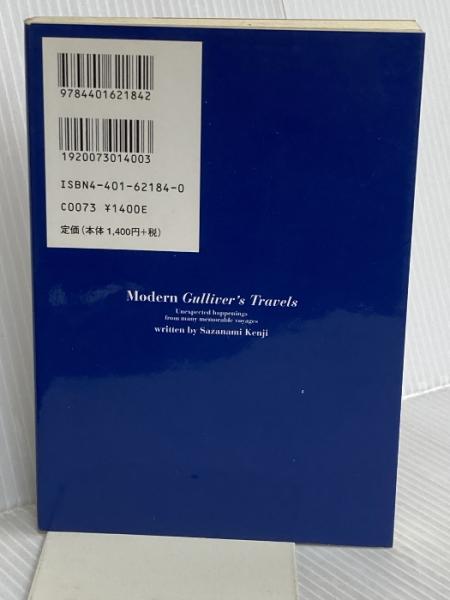 9784401621842
1920073014003
ISBN4-401-62184-0
C0073 ¥1400E
定価(本体1,400円+税)
Modern Gulliver's Travels
Unexpected happenings
from many memorable voyages
written by Sazanami Kenji